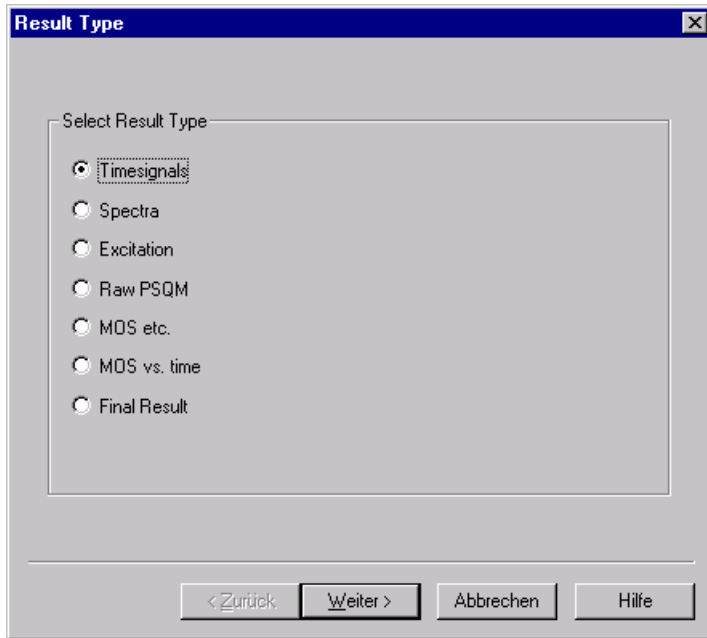 Result Type
Select Result Type
Timesignals
Spectra
Excitation
Raw PSQM
MOS etc.
MOS vs. time
Final Result
< Zurück Weiter > Abbrechen Hilfe